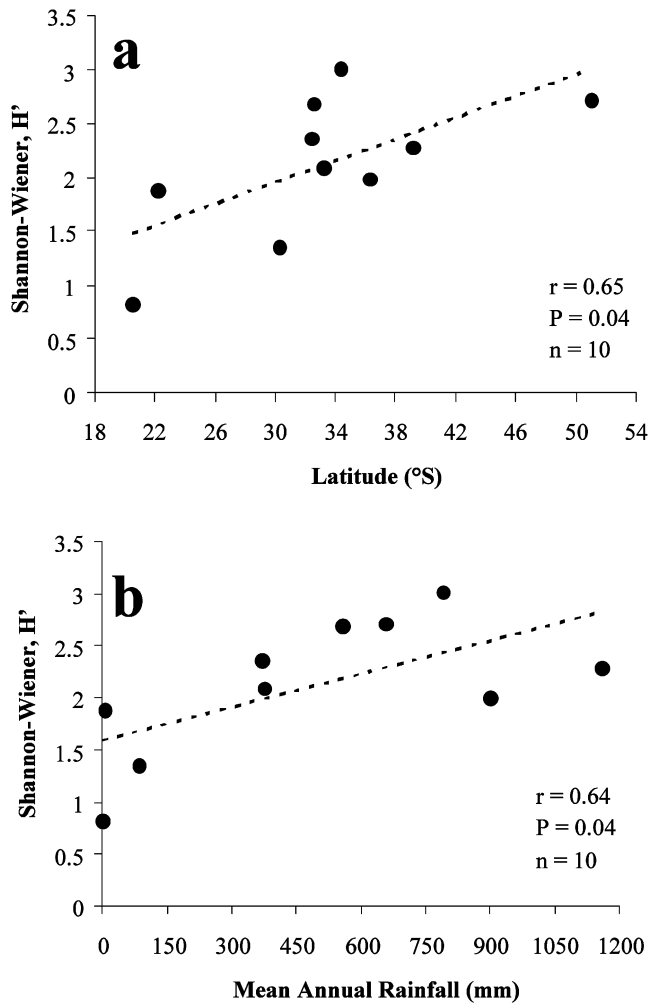 a
Shannon-Wiener, H'
3.5
3
2.5
2
1.5
1
0.5
0
r = 0.65
P = 0.04
n = 10
18 22 26 30 34 38 42 46 50 54
Latitude (°S)
b
Shannon-Wiener, H'
3.5
3
2.5
2
1.5
1
0.5
0
r = 0.64
P = 0.04
n = 10
0 150 300 450 600 750 900 1050 1200
Mean Annual Rainfall (mm)